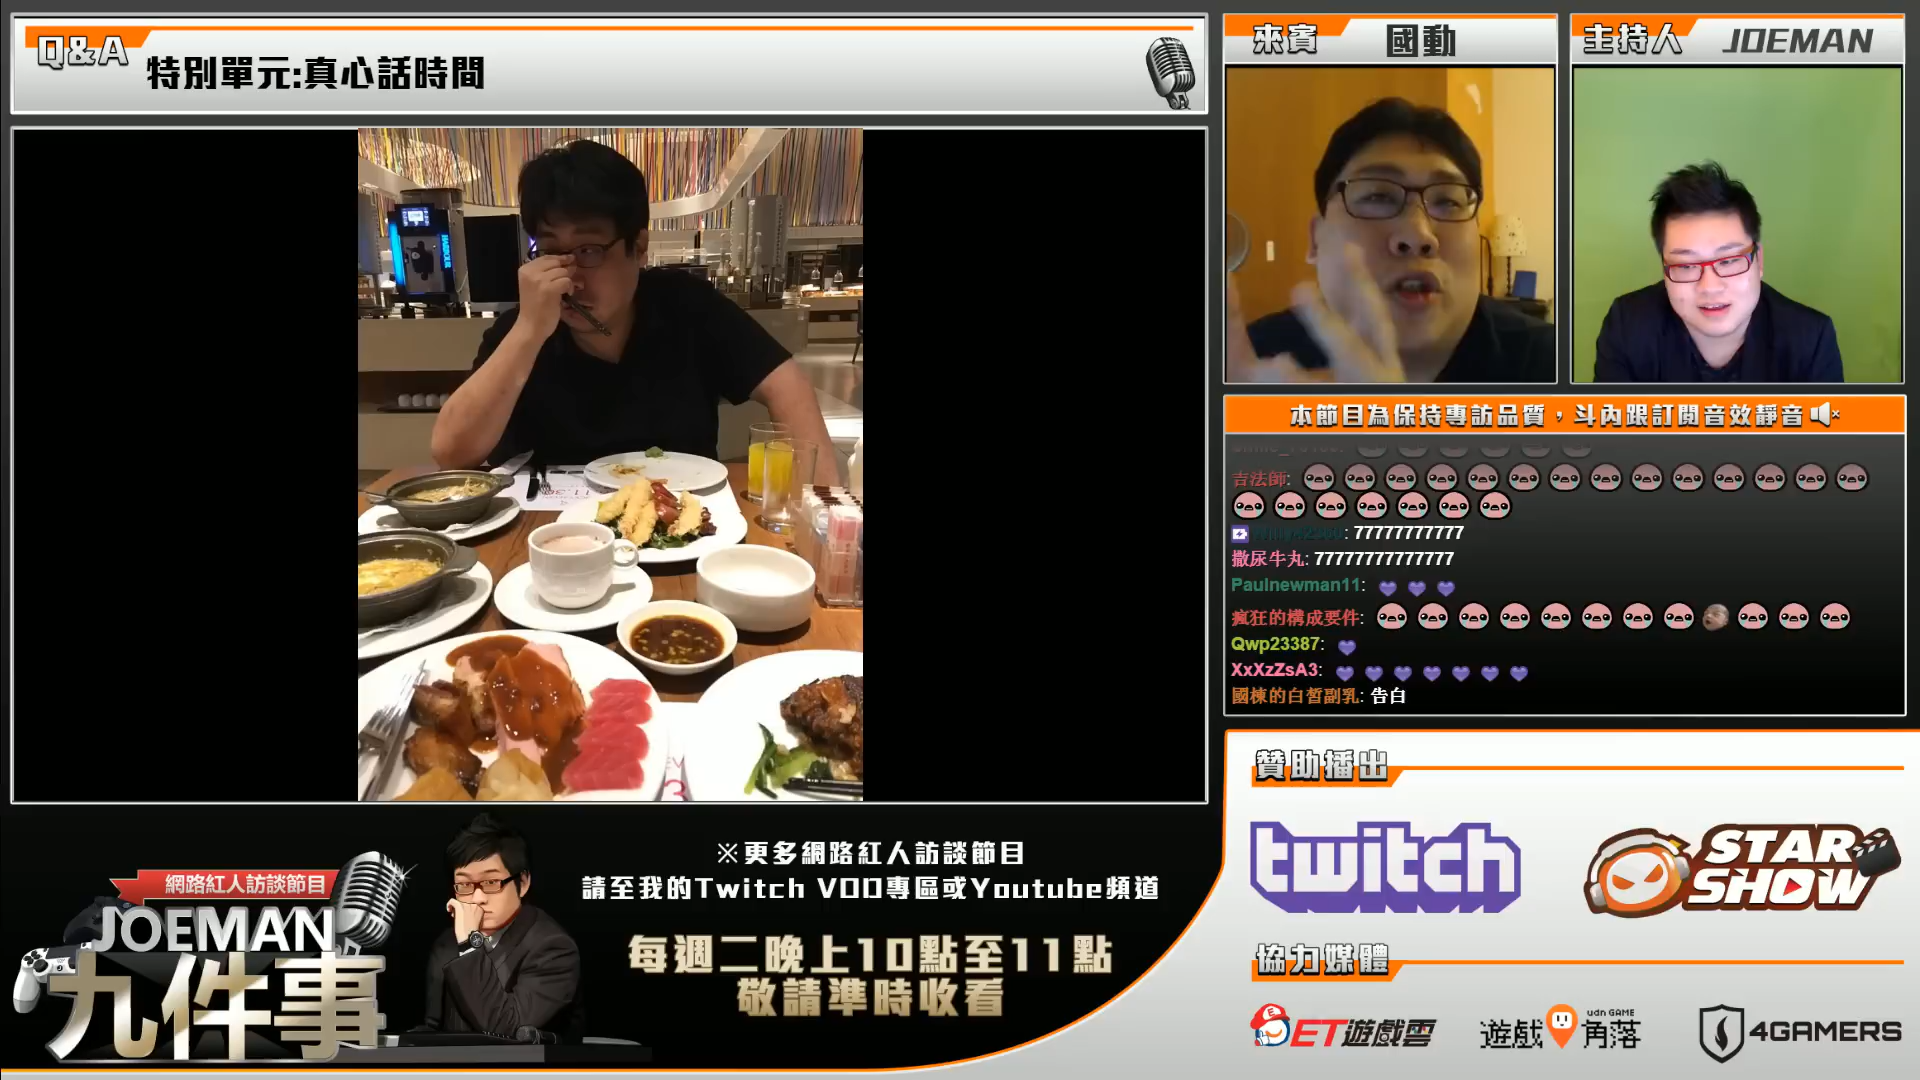 Q&A
特別單元:真心話時間
來賓
國動
主持人
JOEMAN
本節目為保持專訪品質，斗內跟訂閱音效靜音
吉法師:
: 77777777777
撒尿牛丸: 77777777777777
Paulnewman11:
瘋狂的構成要件:
Qwp23387:
XxXzZsA3:
國棟的白皙副乳: 告白
贊助播出
twitch
STAR
SHOW
協力媒體
ET遊戲雲
遊戲角落
udn GAME
4GAMERS
網路紅人訪談節目
JOEMAN
九件事
※更多網路紅人訪談節目
請至我的Twitch VOD專區或Youtube頻道
每週二晚上10點至11點
敬請準時收看